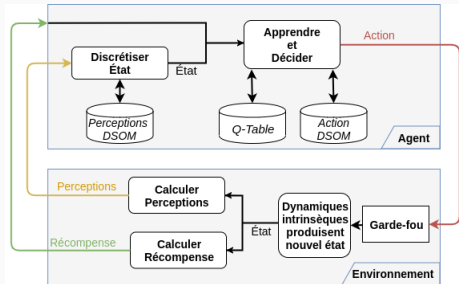 Apprendre
et
Décider
Action
Discrétiser
État
État
Perceptions
DSOM
Q-Table
Action
DSOM
Agent
Perceptions
Calculer
Perceptions
Dynamiques
intrinsèques
produisent
nouvel état
Garde-fou
État
Récompense
Calculer
Récompense
Environnement